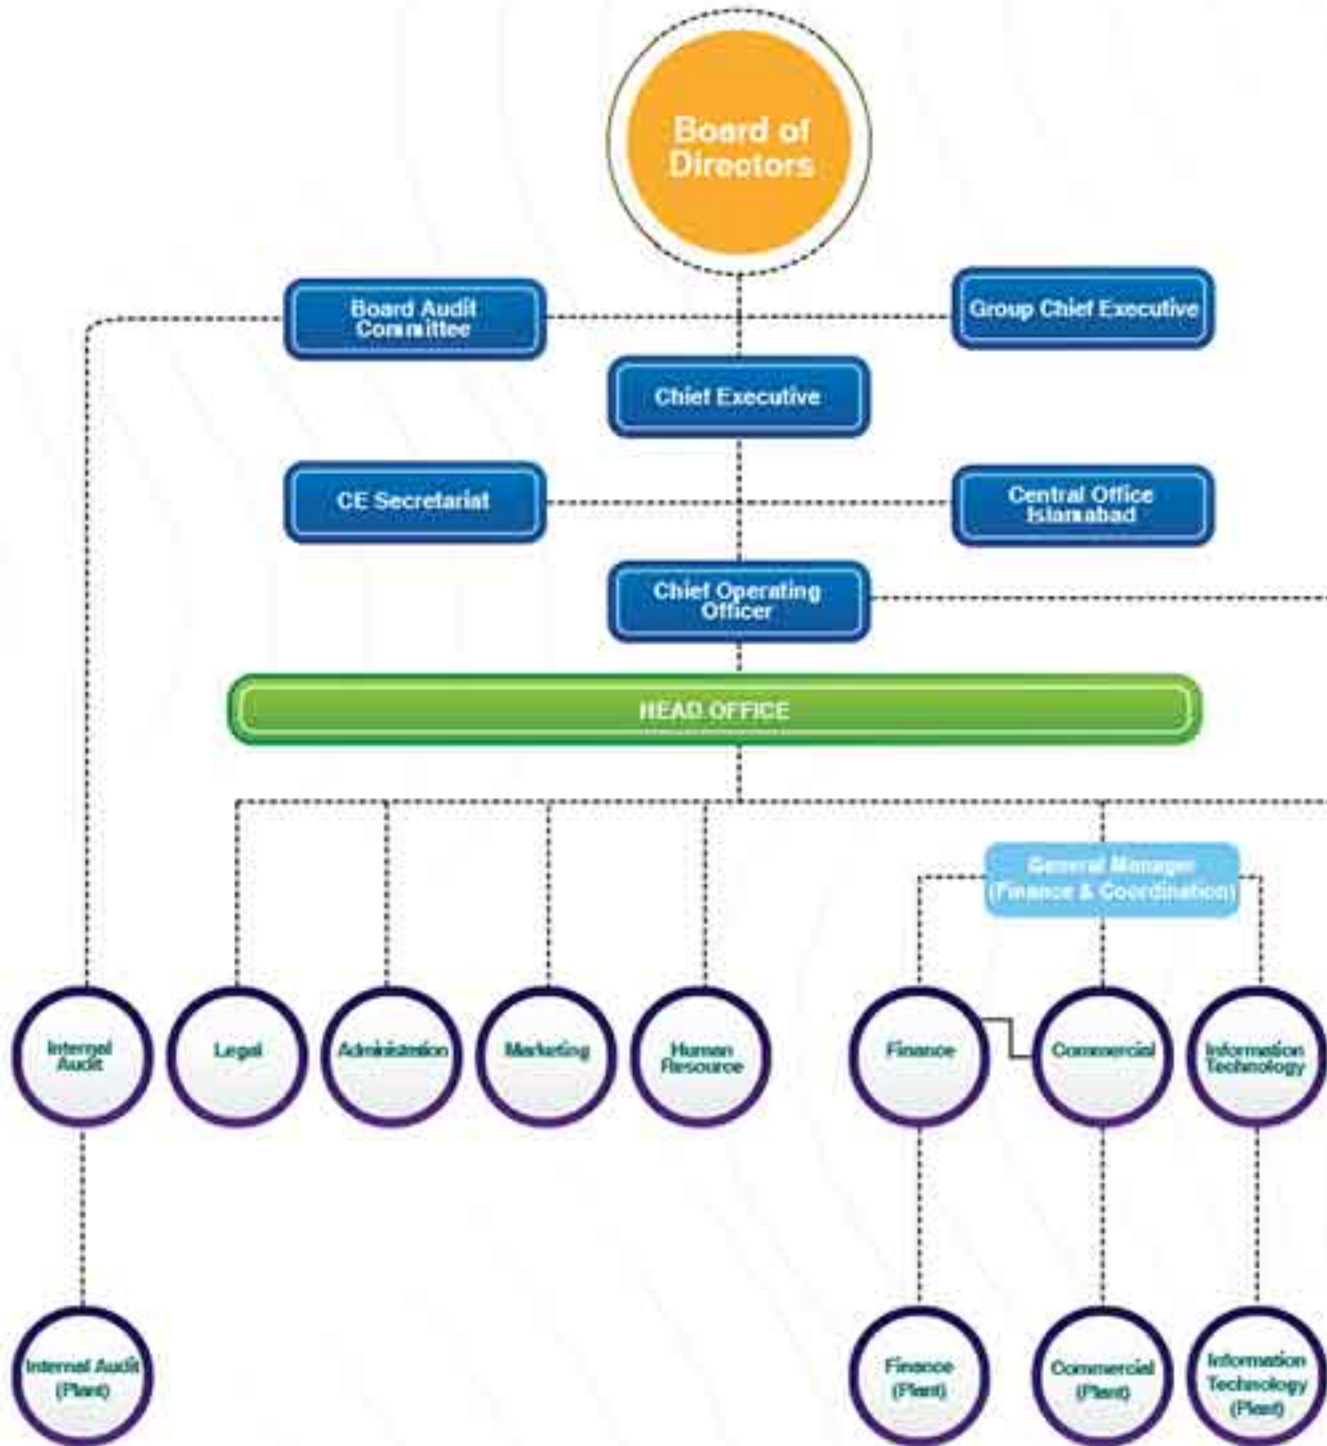 Board of
Directors
Board Audit
Committee
Group Chief Executive
Chief Executive
CE Secretariat
Central Office
Islamabad
Chief Operating
Officer
HEAD OFFICE
General Manager
(Finance & Coordination)
Internal
Audit
Legal
Administration
Marketing
Human
Resource
Finance
Commercial
Information
Technology
Internal Audit
(Plant)
Finance
(Plant)
Commercial
(Plant)
Information
Technology
(Plant)